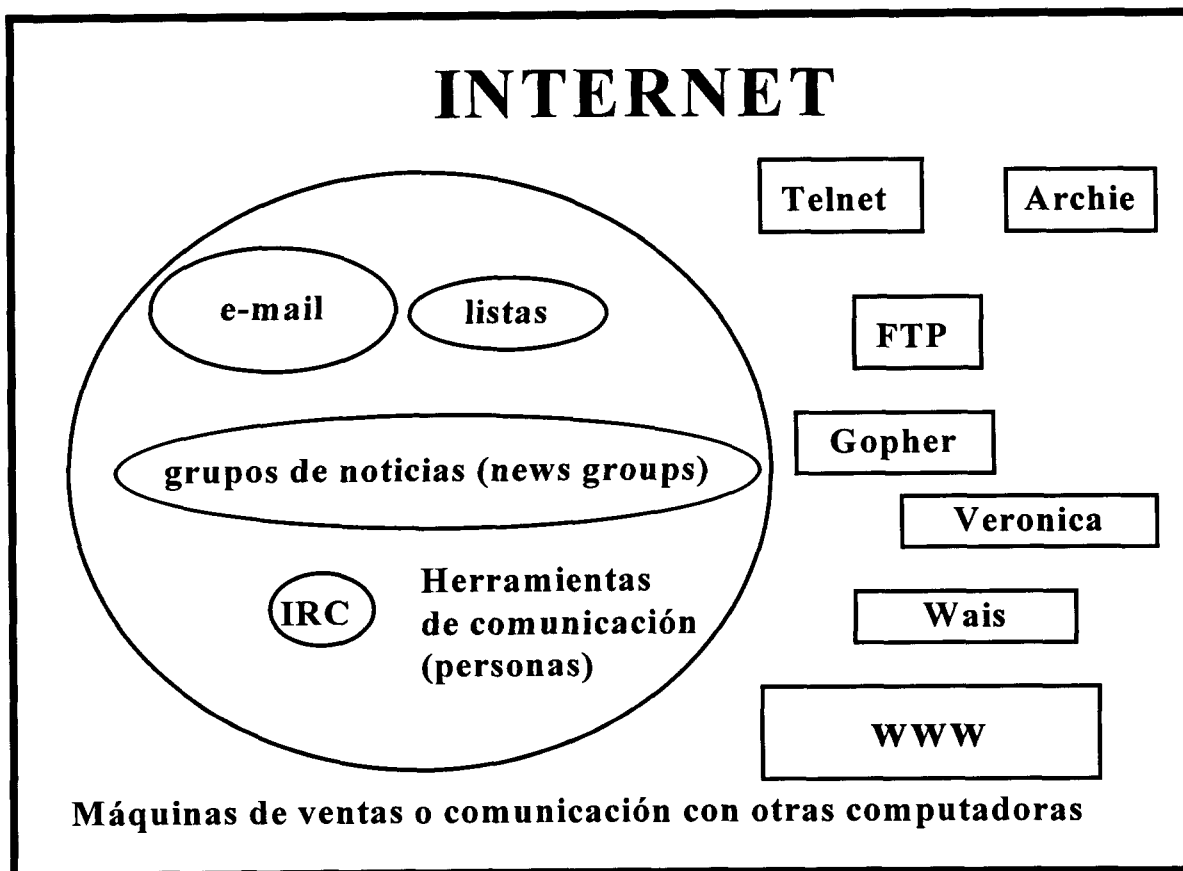 INTERNET
Telnet
Archie
e-mail
listas
FTP
Gopher
grupos de noticias (news groups)
Veronica
IRC
Herramientas
de comunicación
(personas)
Wais
WWW
Máquinas de ventas o comunicación con otras computadoras